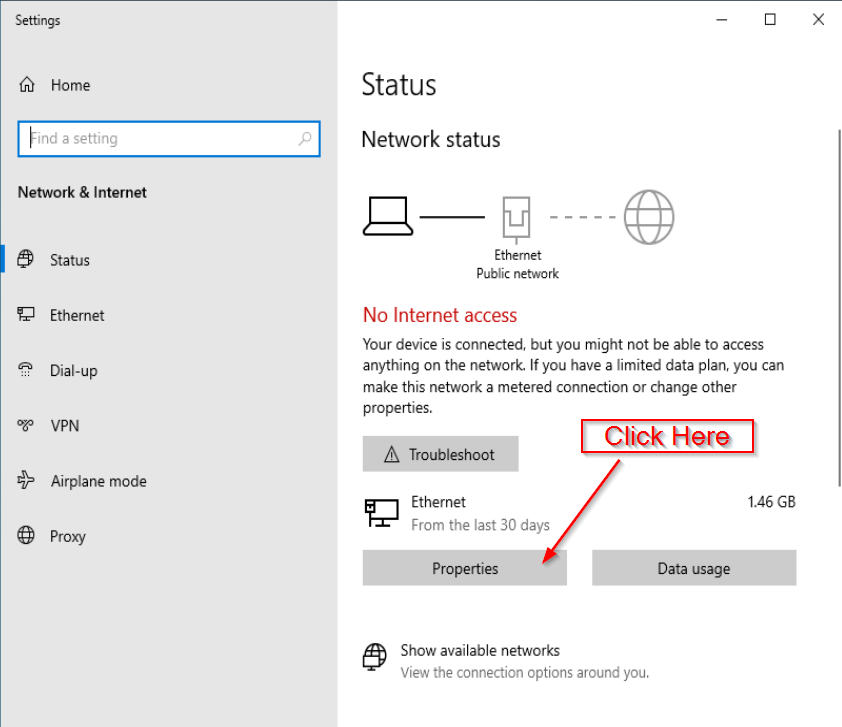 Settings
Home
Find a setting
Network & Internet
Status
Ethernet
Dial-up
VPN
Airplane mode
Proxy
Status
Network status
Ethernet
Public network
No Internet access
Your device is connected, but you might not be able to access
anything on the network. If you have a limited data plan, you can
make this network a metered connection or change other
properties.
Click Here
Troubleshoot
Ethernet 1.46 GB
From the last 30 days
Properties Data usage
Show available networks
View the connection options around you.